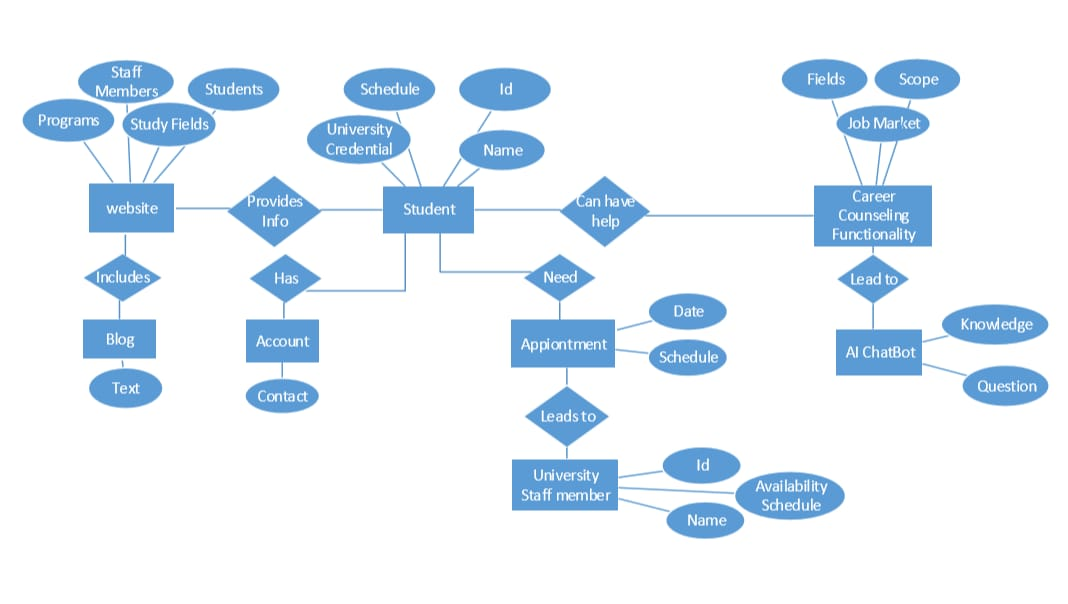 Staff
Members
Students
Programs
Study Fields
Schedule
Id
University
Credential
Name
Fields
Scope
Job Market
website
Provides
Info
Student
Can have
help
Career
Counseling
Functionality
Includes
Has
Need
Lead to
Blog
Account
Appiontment
Date
Schedule
AI ChatBot
Knowledge
Question
Text
Contact
Leads to
University
Staff member
Id
Availability
Schedule
Name